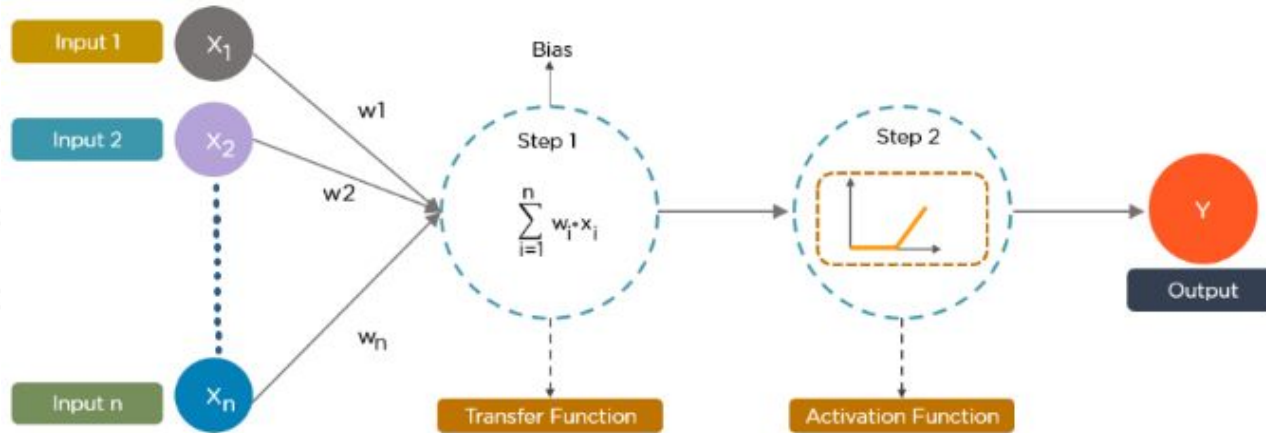 Input 1
X₁
Input 2
X₂
Input n
Xₙ
w1
w2
wₙ
Bias
Step 1
n
∑ wᵢ•xᵢ
i=1
Transfer Function
Step 2
Activation Function
Y
Output